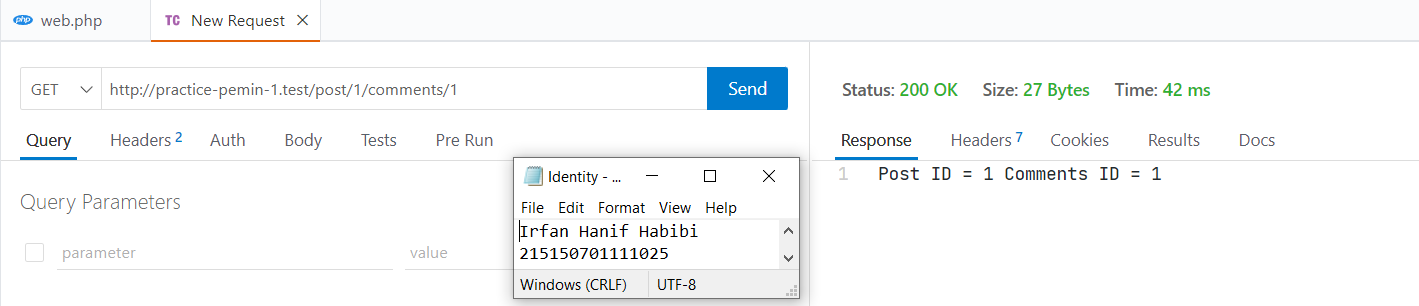 php web.php TC New Request
GET http://practice-pemin-1.test/post/1/comments/1 Send
Status: 200 OK Size: 27 Bytes Time: 42 ms
Query Headers 2 Auth Body Tests Pre Run
Response Headers 7 Cookies Results Docs
1 Post ID = 1 Comments ID = 1
Query Parameters
parameter value
Identity - ...
File Edit Format View Help
Irfan Hanif Habibi
215150701111025
Windows (CRLF) UTF-8